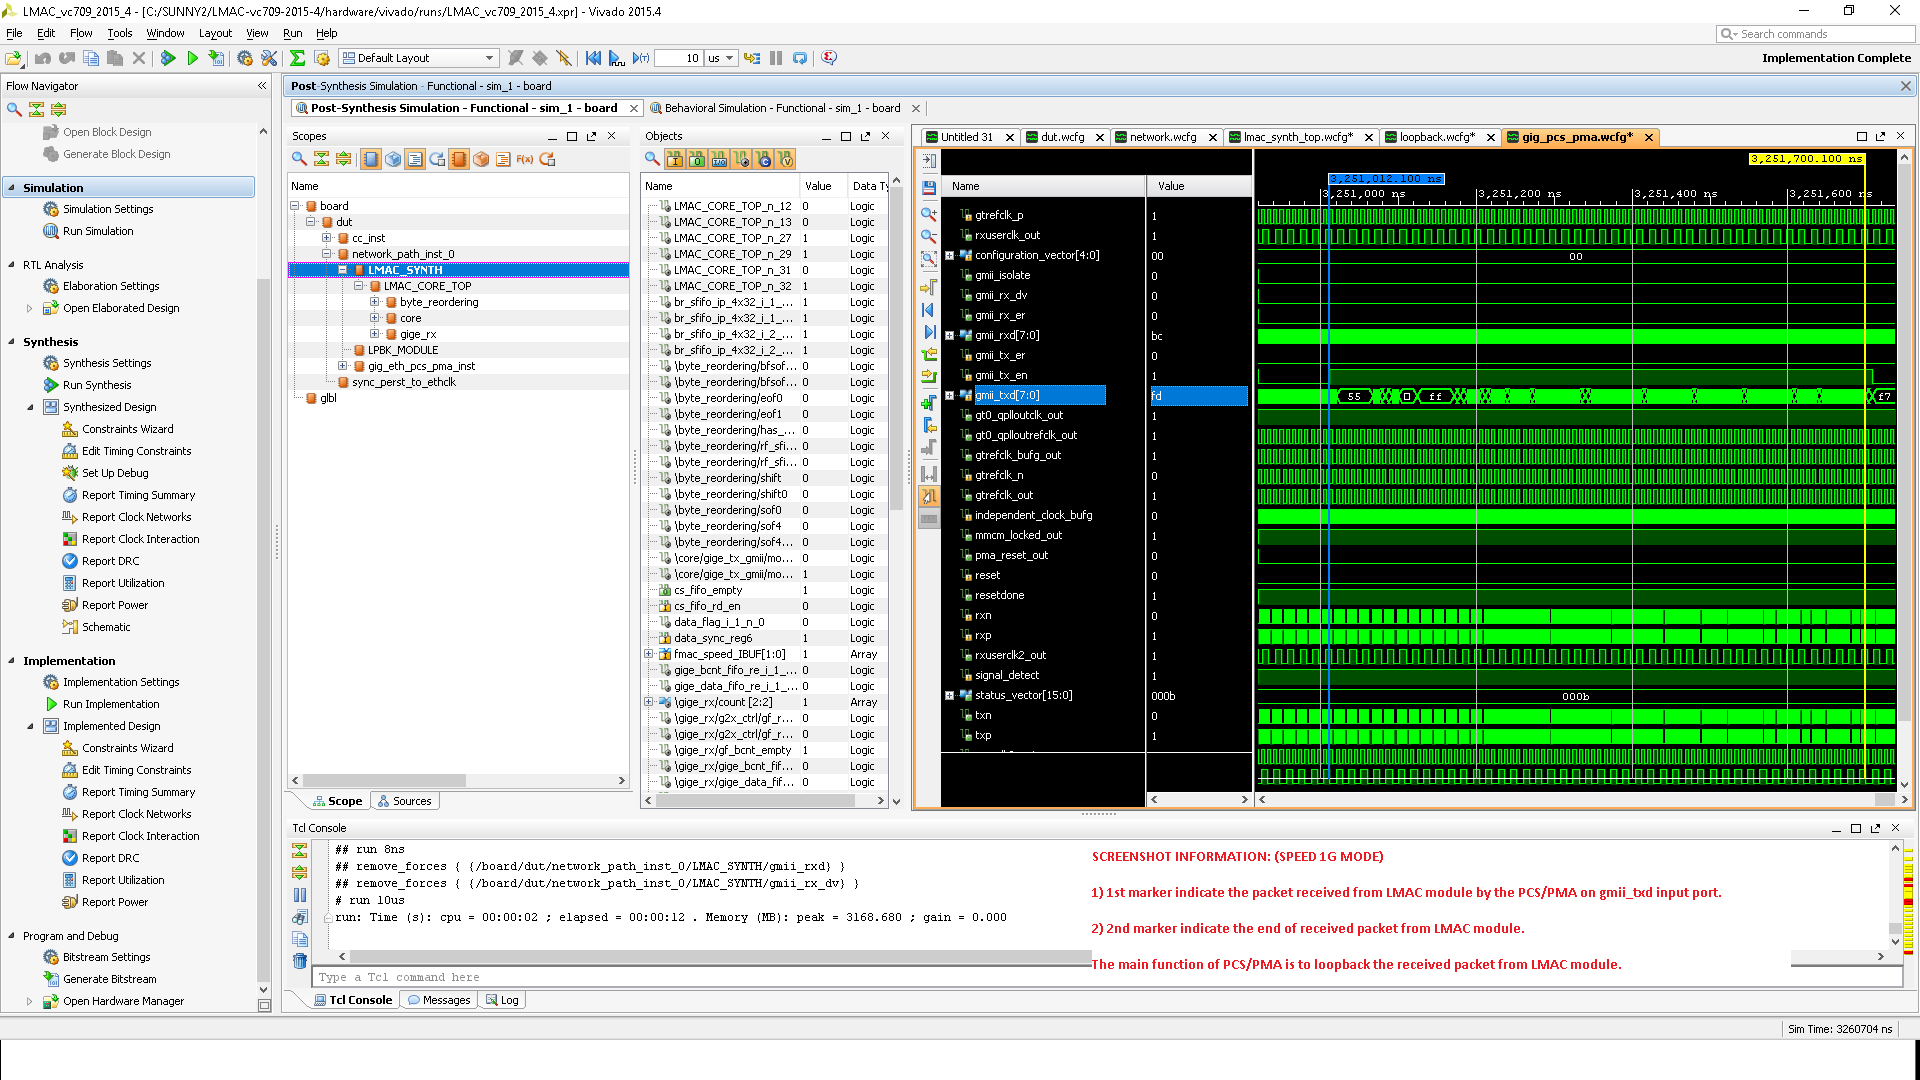 LMAC_vc709_2015_4 - [C:/SUNNY2/LMAC-vc709-2015-4/hardware/vivado/runs/LMAC_vc709_2015_4.xpr] - Vivado 2015.4
File Edit Flow Tools Window Layout View Run Help
Search commands
Default Layout
10 us
Implementation Complete
Flow Navigator
Open Block Design
Generate Block Design
Simulation
Simulation Settings
Run Simulation
RTL Analysis
Elaboration Settings
Open Elaborated Design
Synthesis
Synthesis Settings
Run Synthesis
Synthesized Design
Constraints Wizard
Edit Timing Constraints
Set Up Debug
Report Timing Summary
Report Clock Networks
Report Clock Interaction
Report DRC
Report Utilization
Report Power
Schematic
Implementation
Implementation Settings
Run Implementation
Implemented Design
Constraints Wizard
Edit Timing Constraints
Report Timing Summary
Report Clock Networks
Report Clock Interaction
Report DRC
Report Utilization
Report Power
Program and Debug
Bitstream Settings
Generate Bitstream
Open Hardware Manager
Post-Synthesis Simulation - Functional - sim_1 - board
Post-Synthesis Simulation - Functional - sim_1 - board
Behavioral Simulation - Functional - sim_1 - board
Scopes
Name
board
dut
cc_inst
network_path_inst_0
LMAC_SYNTH
LMAC_CORE_TOP
byte_reordering
core
gige_rx
LPBK_MODULE
gig_eth_pcs_pma_inst
sync_perst_to_ethclk
glbl
Scope Sources
Objects
Name Value Data Ty
LMAC_CORE_TOP_n_12 0 Logic
LMAC_CORE_TOP_n_13 0 Logic
LMAC_CORE_TOP_n_27 0 Logic
LMAC_CORE_TOP_n_29 0 Logic
LMAC_CORE_TOP_n_31 0 Logic
LMAC_CORE_TOP_n_32 0 Logic
br_sfifo_ip_4x32_i_1_... 0 Logic
br_sfifo_ip_4x32_i_1_... 1 Logic
br_sfifo_ip_4x32_i_2_... 0 Logic
br_sfifo_ip_4x32_i_2_... 1 Logic
\byte_reordering/bfsof... 0 Logic
\byte_reordering/bfsof... 0 Logic
\byte_reordering/eof0 0 Logic
\byte_reordering/eof1 0 Logic
\byte_reordering/has_... 0 Logic
\byte_reordering/rf_sfi... 0 Logic
\byte_reordering/rf_sfi... 0 Logic
\byte_reordering/shift 0 Logic
\byte_reordering/shift0 0 Logic
\byte_reordering/sof0 0 Logic
\byte_reordering/sof4 0 Logic
\byte_reordering/sof4... 0 Logic
\core/gige_tx_gmii/mo... 0 Logic
\core/gige_tx_gmii/mo... 1 Logic
cs_fifo_empty 1 Logic
cs_fifo_rd_en 0 Logic
data_flag_i_1_n_0 0 Logic
data_sync_reg6 1 Logic
fmac_speed_IBUF[1:0] 1 Array
gige_bcnt_fifo_re_i_1_... 0 Logic
gige_data_fifo_re_i_1_... 0 Logic
\gige_rx/count [2:2] 1 Array
\gige_rx/g2x_ctrl/gf_r... 0 Logic
\gige_rx/g2x_ctrl/gf_r... 0 Logic
\gige_rx/gf_bcnt_empty 1 Logic
\gige_rx/gige_bcnt_fif... 0 Logic
\gige_rx/gige_data_fif... 0 Logic
Untitled 31 dut.wcfg network.wcfg lmac_synth_top.wcfg* loopback.wcfg* gig_pcs_pma.wcfg*
3,251,700.100 ns
3,251,012.100 ns
3,251,000 ns 3,251,200 ns 3,251,400 ns 3,251,600 ns
Name Value
gtrefclk_p 1
rxuserclk_out 1
configuration_vector[4:0] 00 00
gmii_isolate 0
gmii_rx_dv 0
gmii_rx_er 0
gmii_rxd[7:0] bc
gmii_tx_er 0
gmii_tx_en 1
gmii_txd[7:0] fd 55 ff f7
gt0_qplloutclk_out 1
gt0_qplloutrefclk_out 1
gtrefclk_bufg_out 1
gtrefclk_n 0
gtrefclk_out 1
independent_clock_bufg 0
mmcm_locked_out 1
pma_reset_out 0
reset 0
resetdone 1
rxn 0
rxp 1
rxuserclk2_out 1
signal_detect 1
status_vector[15:0] 000b 000b
txn 0
txp 1
Tcl Console
## run 8ns
## remove_forces { {/board/dut/network_path_inst_0/LMAC_SYNTH/gmii_rxd} }
## remove_forces { {/board/dut/network_path_inst_0/LMAC_SYNTH/gmii_rx_dv} }
# run 10us
run: Time (s): cpu = 00:00:02 ; elapsed = 00:00:12 . Memory (MB): peak = 3168.680 ; gain = 0.000
SCREENSHOT INFORMATION: (SPEED 1G MODE)
1) 1st marker indicate the packet received from LMAC module by the PCS/PMA on gmii_txd input port.
2) 2nd marker indicate the end of received packet from LMAC module.
The main function of PCS/PMA is to loopback the received packet from LMAC module.
Type a Tcl command here
Tcl Console Messages Log
Sim Time: 3260704 ns